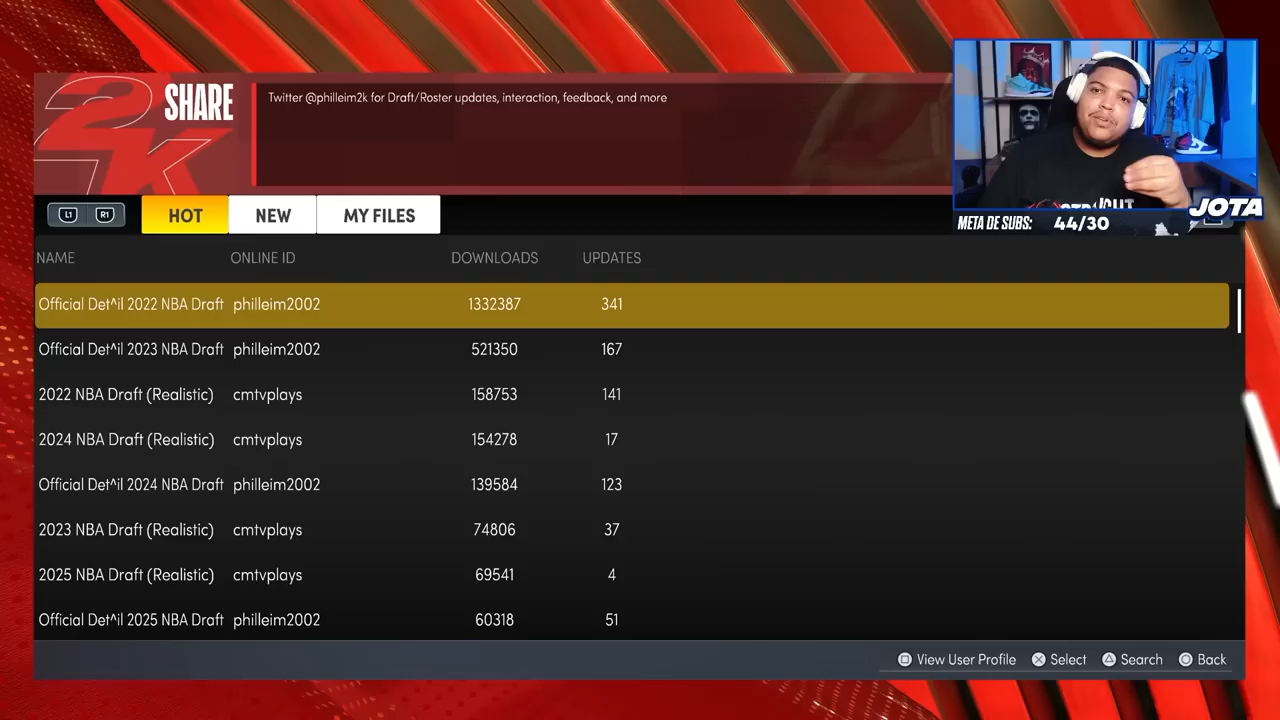 2K SHARE
Twitter @philleim2k for Draft/Roster updates, interaction, feedback, and more
L1 R1 HOT NEW MY FILES
META DE SUBS: 44/30 JOTA
NAME ONLINE ID DOWNLOADS UPDATES
Official Det^il 2022 NBA Draft philleim2002 1332387 341
Official Det^il 2023 NBA Draft philleim2002 521350 167
2022 NBA Draft (Realistic) cmtvplays 158753 141
2024 NBA Draft (Realistic) cmtvplays 154278 17
Official Det^il 2024 NBA Draft philleim2002 139584 123
2023 NBA Draft (Realistic) cmtvplays 74806 37
2025 NBA Draft (Realistic) cmtvplays 69541 4
Official Det^il 2025 NBA Draft philleim2002 60318 51
View User Profile Select Search Back